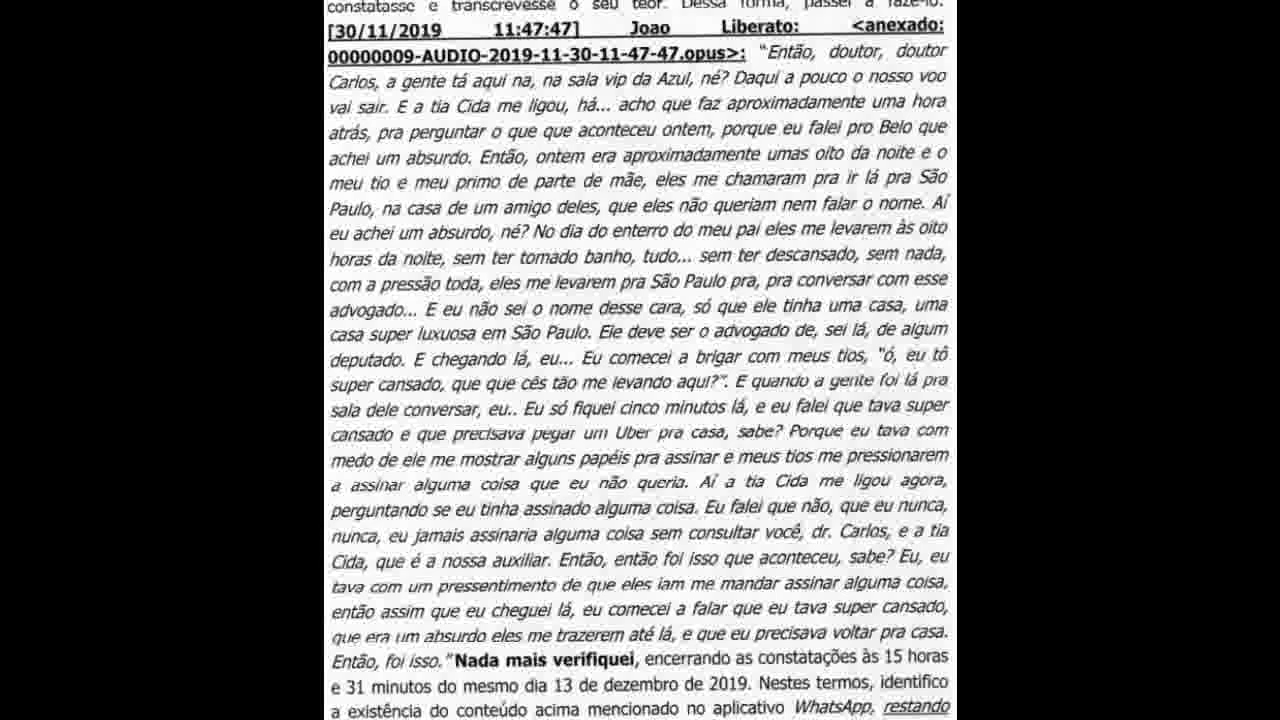 constatasse e transcrevesse o seu teor. Dessa forma, passei a fazê-lo:
[30/11/2019 11:47:47] Joao Liberato: <anexado:
00000009-AUDIO-2019-11-30-11-47-47.opus>: "Então, doutor, doutor
Carlos, a gente tá aqui na, na sala vip da Azul, né? Daqui a pouco o nosso voo
vai sair. E a tia Cida me ligou, há... acho que faz aproximadamente uma hora
atrás, pra perguntar o que que aconteceu ontem, porque eu falei pro Belo que
achei um absurdo. Então, ontem era aproximadamente umas oito da noite e o
meu tio e meu primo de parte de mãe, eles me chamaram pra ir lá pra São
Paulo, na casa de um amigo deles, que eles não queriam nem falar o nome. Aí
eu achei um absurdo, né? No dia do enterro do meu pai eles me levarem às oito
horas da noite, sem ter tomado banho, tudo... sem ter descansado, sem nada,
com a pressão toda, eles me levarem pra São Paulo pra, pra conversar com esse
advogado... E eu não sei o nome desse cara, só que ele tinha uma casa, uma
casa super luxuosa em São Paulo. Ele deve ser o advogado de, sei lá, de algum
deputado. E chegando lá, eu... Eu comecei a brigar com meus tios, "ó, eu tô
super cansado, que que cês tão me levando aqui?". E quando a gente foi lá pra
sala dele conversar, eu.. Eu só fiquei cinco minutos lá, e eu falei que tava super
cansado e que precisava pegar um Uber pra casa, sabe? Porque eu tava com
medo de ele me mostrar alguns papéis pra assinar e meus tios me pressionarem
a assinar alguma coisa que eu não queria. Aí a tia Cida me ligou agora,
perguntando se eu tinha assinado alguma coisa. Eu falei que não, que eu nunca,
nunca, eu jamais assinaria alguma coisa sem consultar você, dr. Carlos, e a tia
Cida, que é a nossa auxiliar. Então, então foi isso que aconteceu, sabe? Eu, eu
tava com um pressentimento de que eles iam me mandar assinar alguma coisa,
então assim que eu cheguei lá, eu comecei a falar que eu tava super cansado,
que era um absurdo eles me trazerem até lá, e que eu precisava voltar pra casa.
Então, foi isso." Nada mais verifiquei, encerrando as constatações às 15 horas
e 31 minutos do mesmo dia 13 de dezembro de 2019. Nestes termos, identifico
a existência do conteúdo acima mencionado no aplicativo WhatsApp, restando